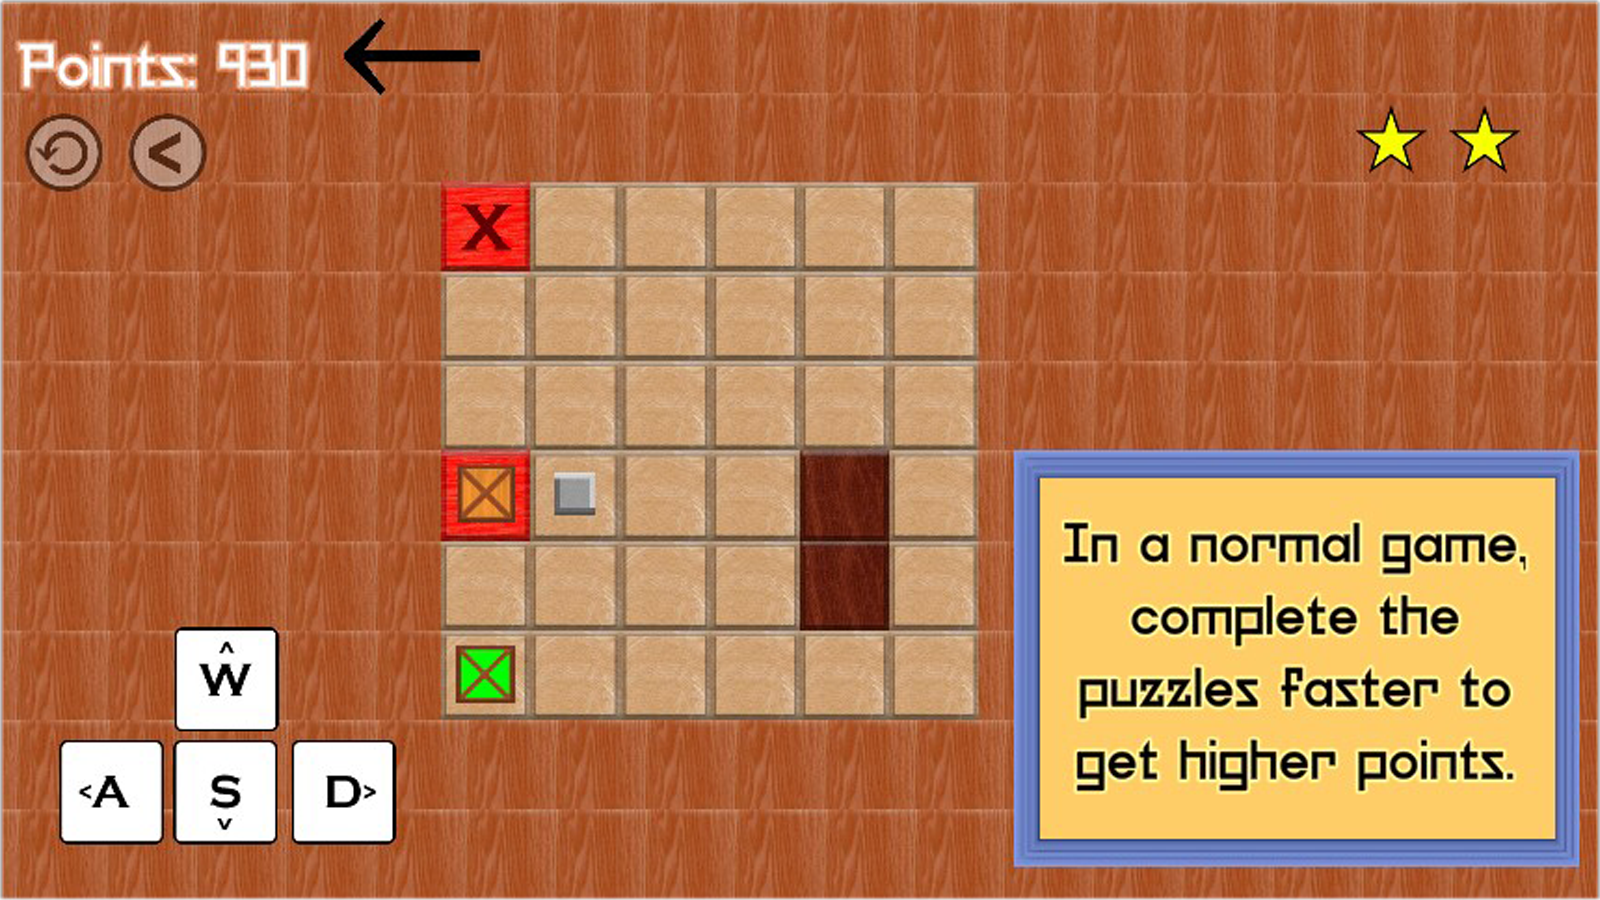 Points: 930
<
X
In a normal game,
complete the
puzzles faster to
get higher points.
^
W
<A
S
v
D>